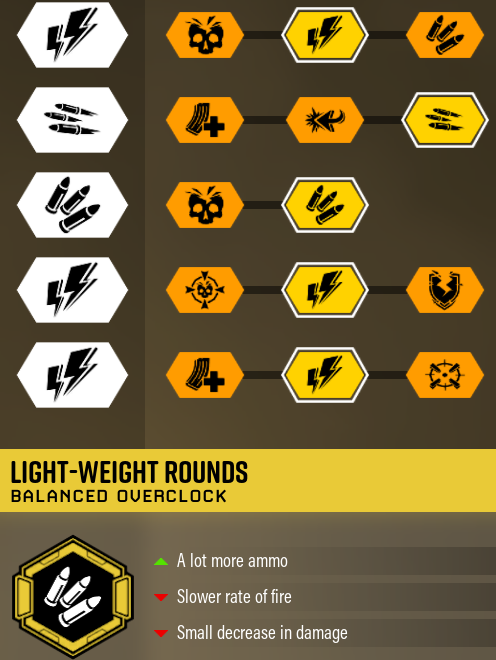 LIGHT-WEIGHT ROUNDS
BALANCED OVERCLOCK
A lot more ammo
Slower rate of fire
Small decrease in damage